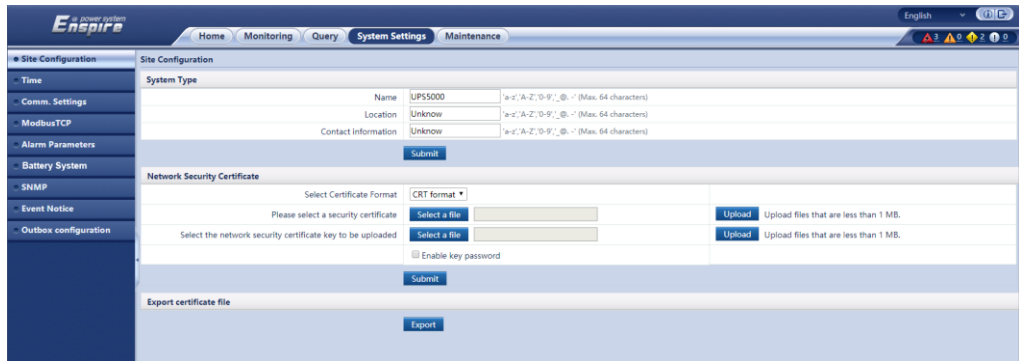 Enspire
e power system
English
Home Monitoring Query System Settings Maintenance
3 0 2 0
Site Configuration
Time
Comm. Settings
ModbusTCP
Alarm Parameters
Battery System
SNMP
Event Notice
Outbox configuration
Site Configuration
System Type
Name UPS5000 'a-z','A-Z','0-9','_@. -' (Max. 64 characters)
Location Unknow 'a-z','A-Z','0-9','_@. -' (Max. 64 characters)
Contact information Unknow 'a-z','A-Z','0-9','_@. -' (Max. 64 characters)
Submit
Network Security Certificate
Select Certificate Format CRT format
Please select a security certificate Select a file Upload Upload files that are less than 1 MB.
Select the network security certificate key to be uploaded Select a file Upload Upload files that are less than 1 MB.
Enable key password
Submit
Export certificate file
Export